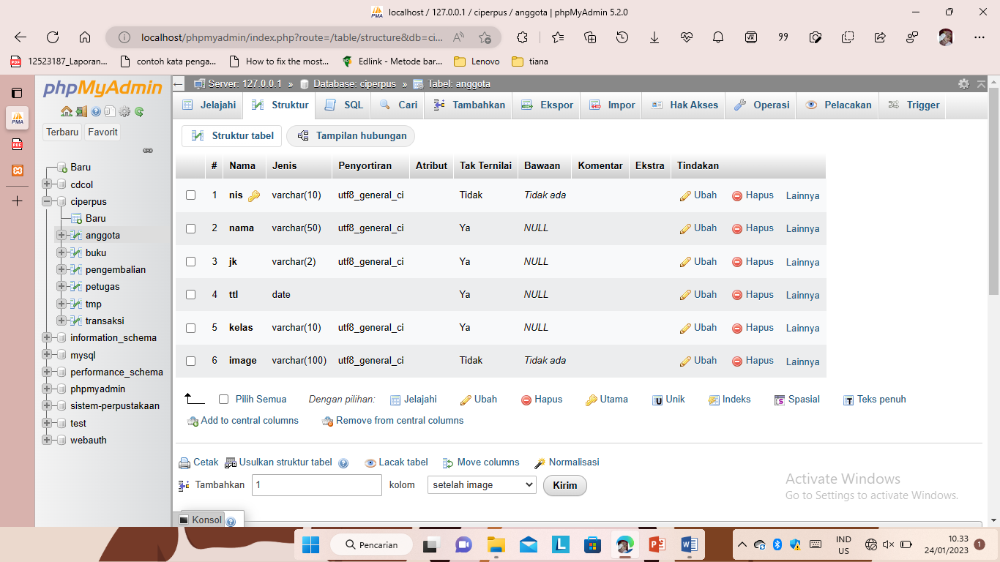 localhost / 127.0.0.1 / ciperpus / anggota | phpMyAdmin 5.2.0
localhost/phpmyadmin/index.php?route=/table/structure&db=ci...
12523187_Laporan...
contoh kata penga...
How to fix the most...
Edlink - Metode bar...
Lenovo
tiana
phpMyAdmin
Terbaru Favorit
Baru
cdcol
ciperpus
Baru
anggota
buku
pengembalian
petugas
tmp
transaksi
information_schema
mysql
performance_schema
phpmyadmin
sistem-perpustakaan
test
webauth
Server: 127.0.0.1 » Database: ciperpus » Tabel: anggota
Jelajahi Struktur SQL Cari Tambahkan Ekspor Impor Hak Akses Operasi Pelacakan Trigger
Struktur tabel Tampilan hubungan
# Nama Jenis Penyortiran Atribut Tak Ternilai Bawaan Komentar Ekstra Tindakan
1 nis varchar(10) utf8_general_ci Tidak Tidak ada Ubah Hapus Lainnya
2 nama varchar(50) utf8_general_ci Ya NULL Ubah Hapus Lainnya
3 jk varchar(2) utf8_general_ci Ya NULL Ubah Hapus Lainnya
4 ttl date Ya NULL Ubah Hapus Lainnya
5 kelas varchar(10) utf8_general_ci Ya NULL Ubah Hapus Lainnya
6 image varchar(100) utf8_general_ci Tidak Tidak ada Ubah Hapus Lainnya
Pilih Semua Dengan pilihan: Jelajahi Ubah Hapus Utama Unik Indeks Spasial Teks penuh
Add to central columns Remove from central columns
Cetak Usulkan struktur tabel Lacak tabel Move columns Normalisasi
Tambahkan 1 kolom setelah image Kirim
Activate Windows
Go to Settings to activate Windows.
Konsol
Pencarian
IND
US
10.33
24/01/2023
1